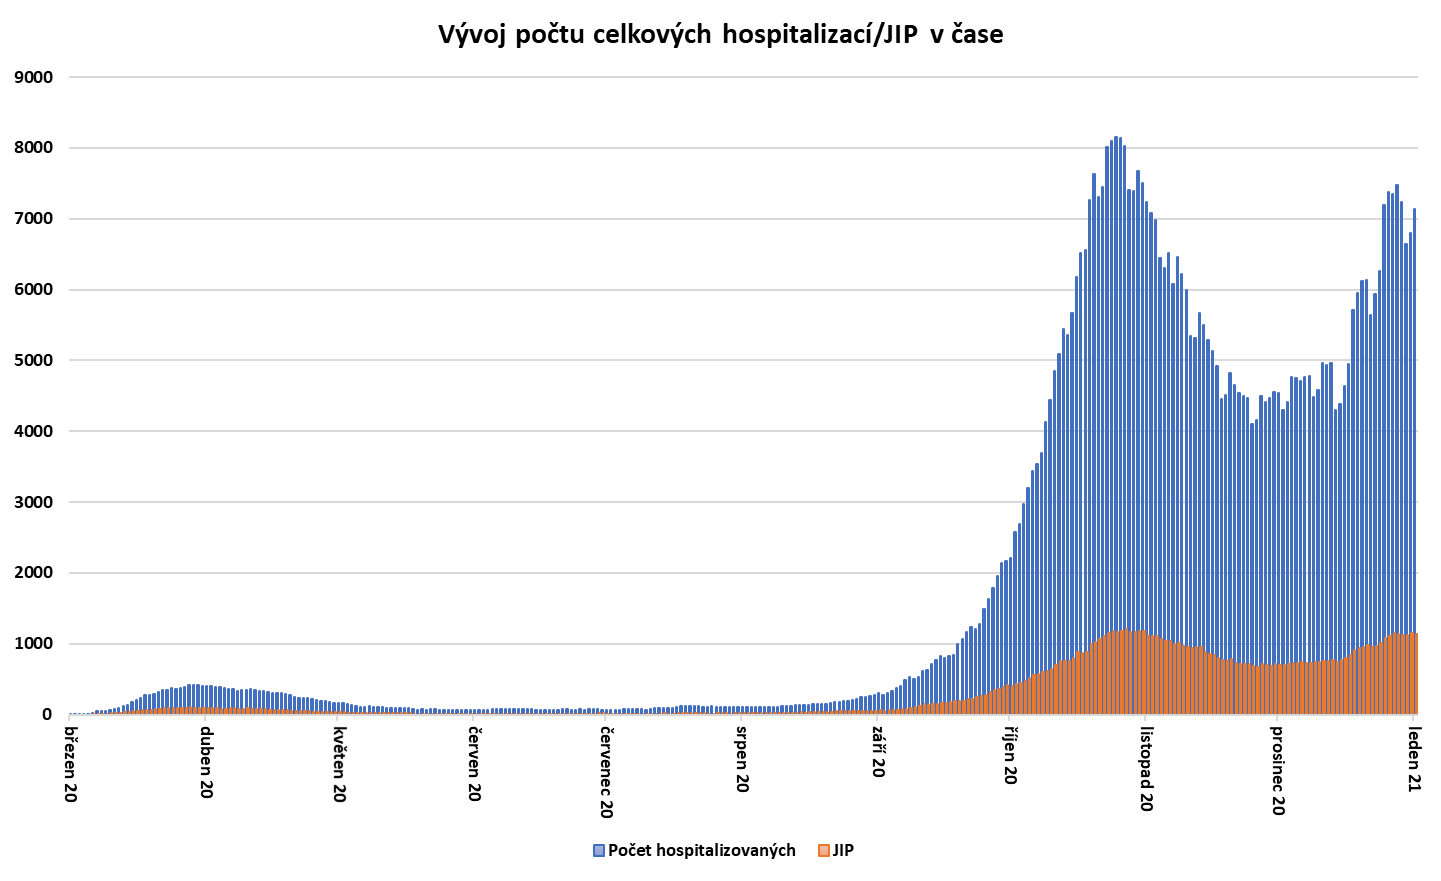 Vývoj počtu celkových hospitalizací/JIP v čase
9000
8000
7000
6000
5000
4000
3000
2000
1000
0
březen 20
duben 20
květen 20
červen 20
červenec 20
srpen 20
září 20
říjen 20
listopad 20
prosinec 20
leden 21
Počet hospitalizovaných JIP